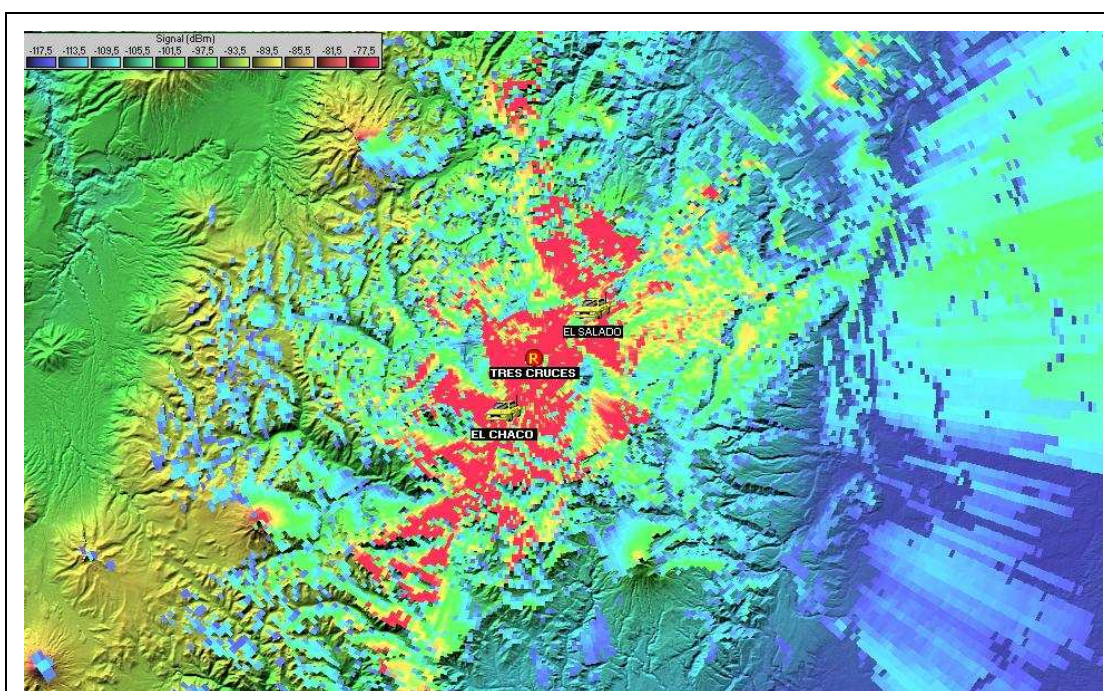 Signal (dBm)
-117,5 -113,5 -109,5 -105,5 -101,5 -97,5 -93,5 -89,5 -85,5 -81,5 -77,5
EL SALADO
R
TRES CRUCES
EL CHACO